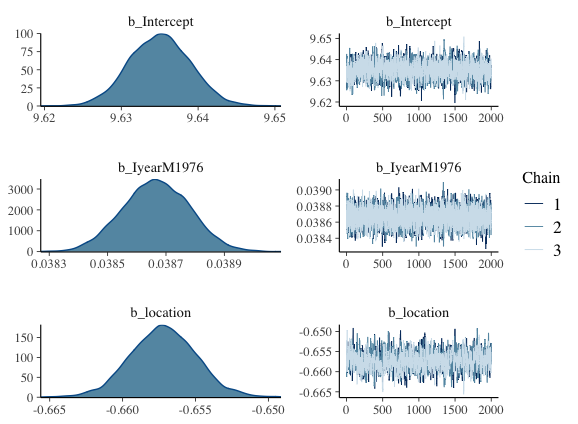 b_Intercept
100
75
50
25
0
9.62 9.63 9.64 9.65
b_Intercept
9.65
9.64
9.63
9.62
0 500 1000 1500 2000
b_IyearM1976
3000
2000
1000
0
0.0383 0.0385 0.0387 0.0389
b_IyearM1976
0.0390
0.0388
0.0386
0.0384
0 500 1000 1500 2000
b_location
150
100
50
0
-0.665 -0.660 -0.655 -0.650
b_location
-0.650
-0.655
-0.660
-0.665
0 500 1000 1500 2000
Chain
1
2
3